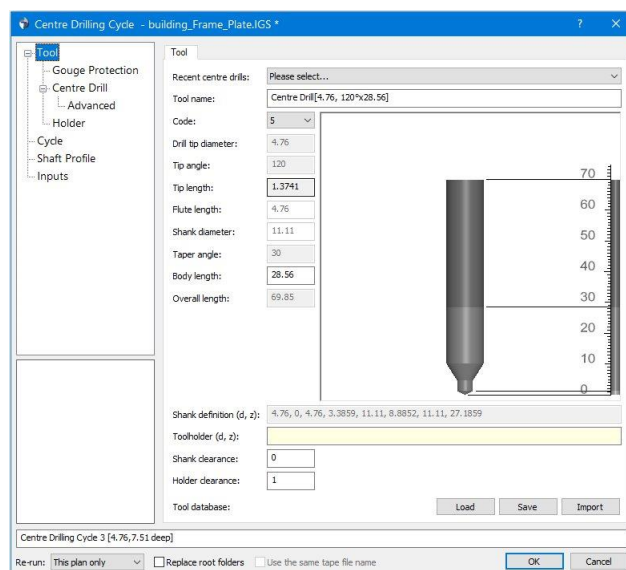 Centre Drilling Cycle - building_Frame_Plate.IGS *
Tool
Gouge Protection
Centre Drill
Advanced
Holder
Cycle
Shaft Profile
Inputs
Tool
Recent centre drills: Please select...
Tool name: Centre Drill[4.76, 120°x28.56]
Code: 5
Drill tip diameter: 4.76
Tip angle: 120
Tip length: 1.3741
Flute length: 4.76
Shank diameter: 11.11
Taper angle: 30
Body length: 28.56
Overall length: 69.85
70
60
50
40
30
20
10
0
Shank definition (d, z): 4.76, 0, 4.76, 3.3859, 11.11, 8.8852, 11.11, 27.1859
Toolholder (d, z):
Shank clearance: 0
Holder clearance: 1
Tool database: Load Save Import
Centre Drilling Cycle 3 [4.76,7.51 deep]
Re-run: This plan only Replace root folders Use the same tape file name OK Cancel